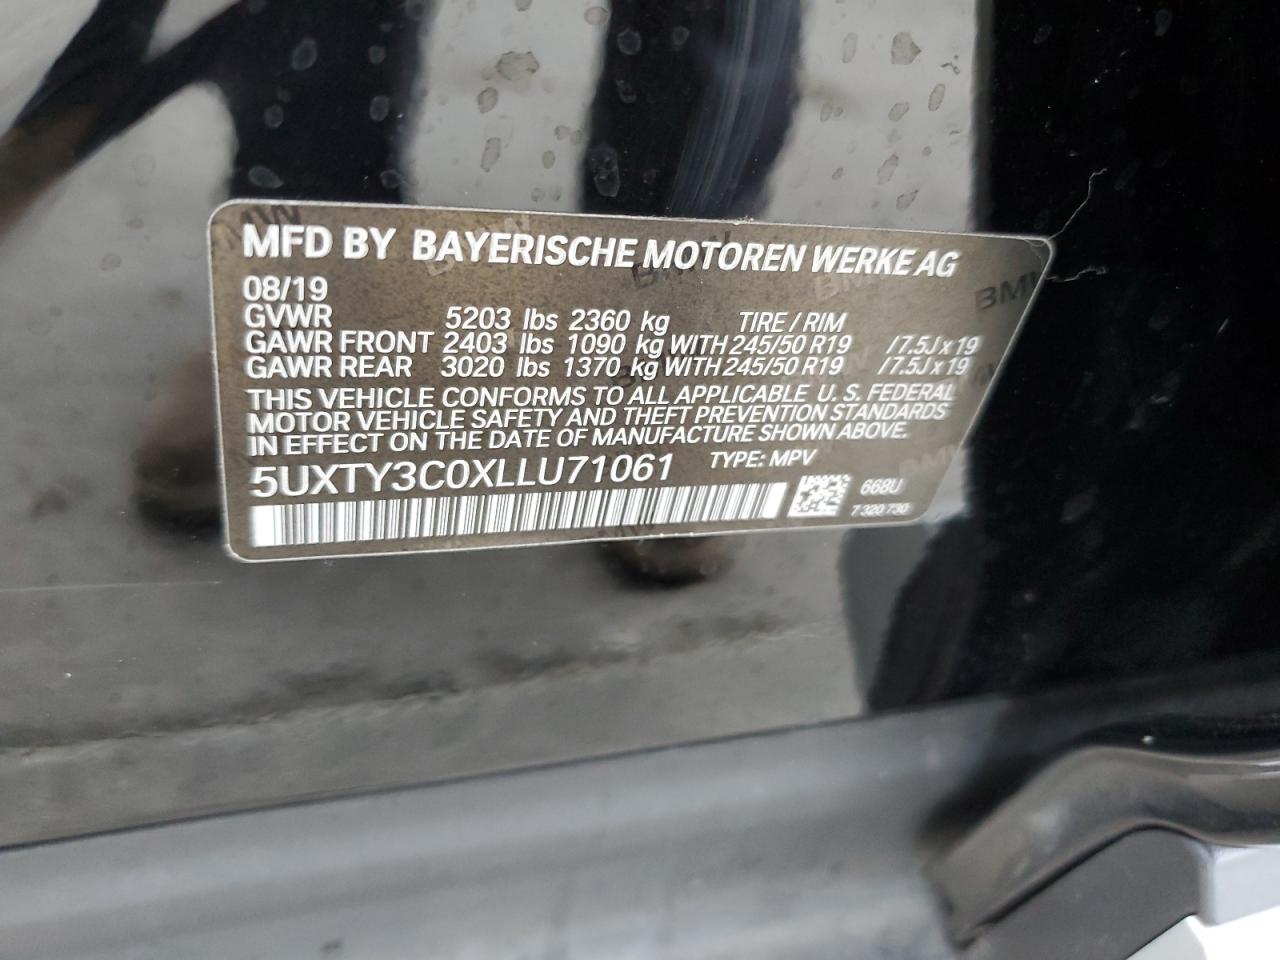 MFD BY BAYERISCHE MOTOREN WERKE AG
08/19
GVWR 5203 lbs 2360 kg TIRE / RIM
GAWR FRONT 2403 lbs 1090 kg WITH 245/50 R19 /7.5J x 19
GAWR REAR 3020 lbs 1370 kg WITH 245/50 R19 /7.5J x 19
THIS VEHICLE CONFORMS TO ALL APPLICABLE U. S. FEDERAL
MOTOR VEHICLE SAFETY AND THEFT PREVENTION STANDARDS
IN EFFECT ON THE DATE OF MANUFACTURE SHOWN ABOVE.
5UXTY3C0XLLU71061 TYPE: MPV
668U
7 320 730